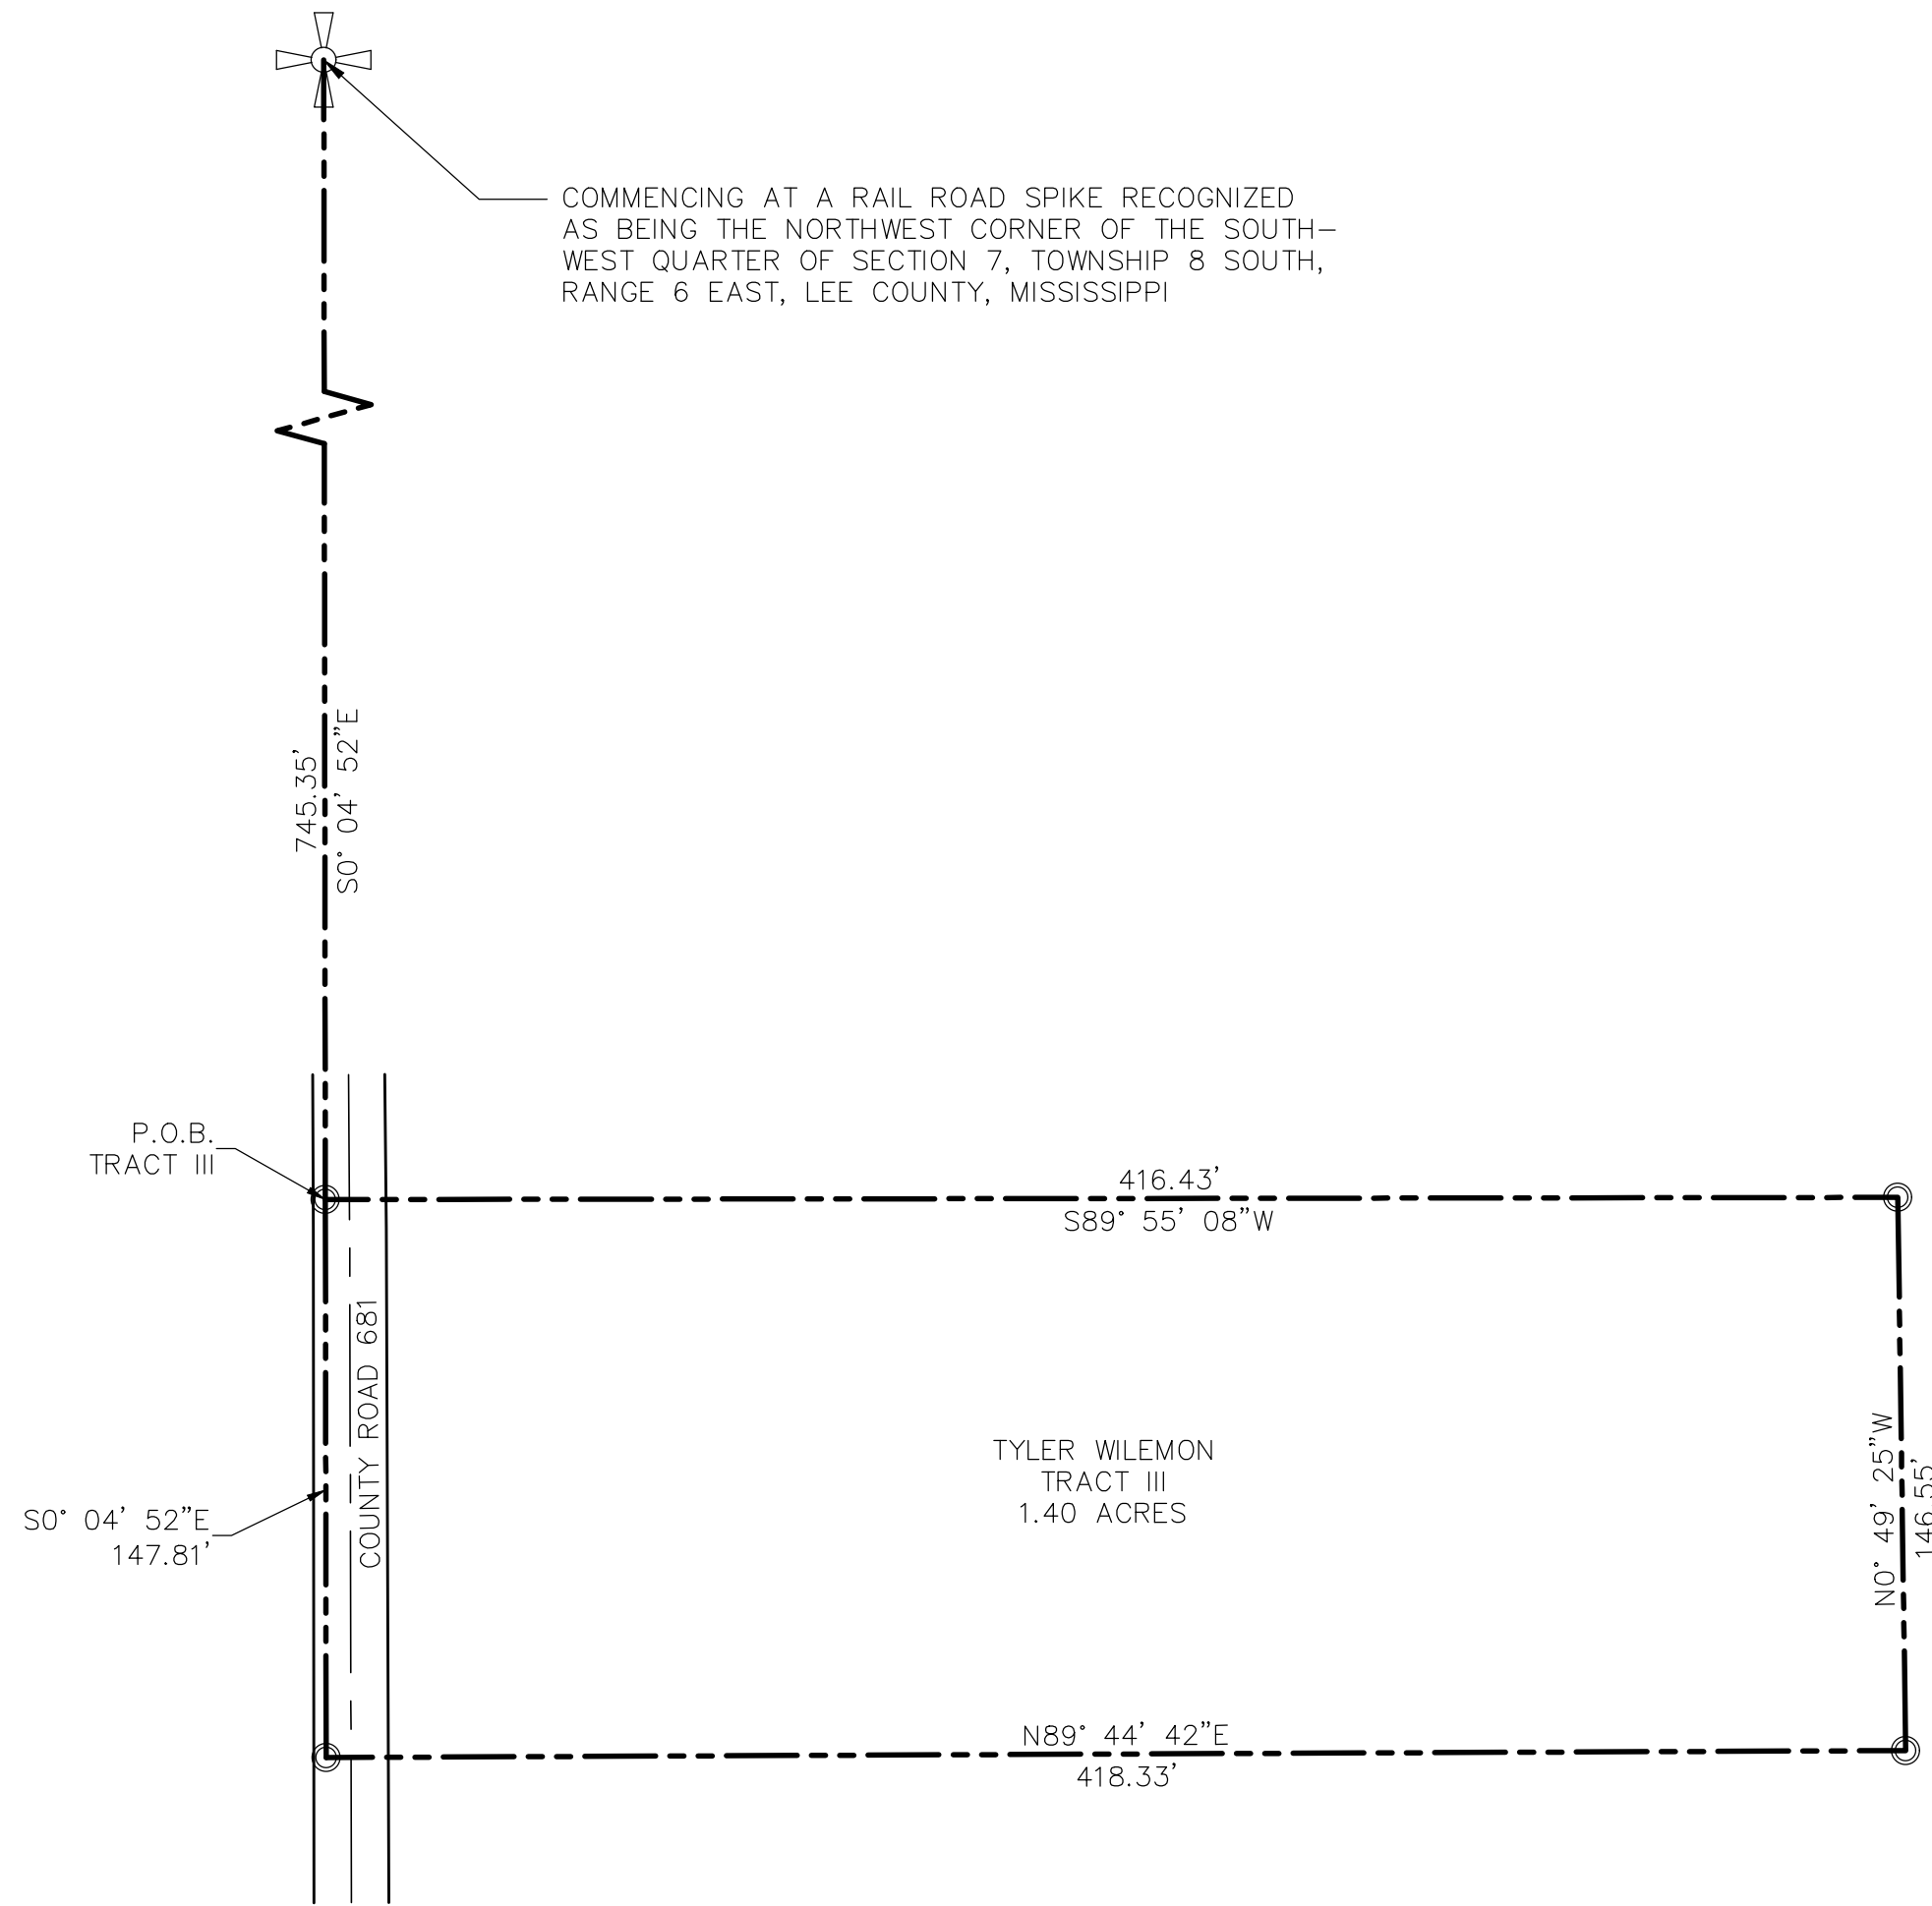 COMMENCING AT A RAIL ROAD SPIKE RECOGNIZED
AS BEING THE NORTHWEST CORNER OF THE SOUTH-
WEST QUARTER OF SECTION 7, TOWNSHIP 8 SOUTH,
RANGE 6 EAST, LEE COUNTY, MISSISSIPPI
745.35'
S0° 04' 52"E
P.O.B.
TRACT III
416.43'
S89° 55' 08"W
COUNTY ROAD 681
S0° 04' 52"E
147.81'
TYLER WILEMON
TRACT III
1.40 ACRES
N0° 49' 25"W
146.55'
N89° 44' 42"E
418.33'